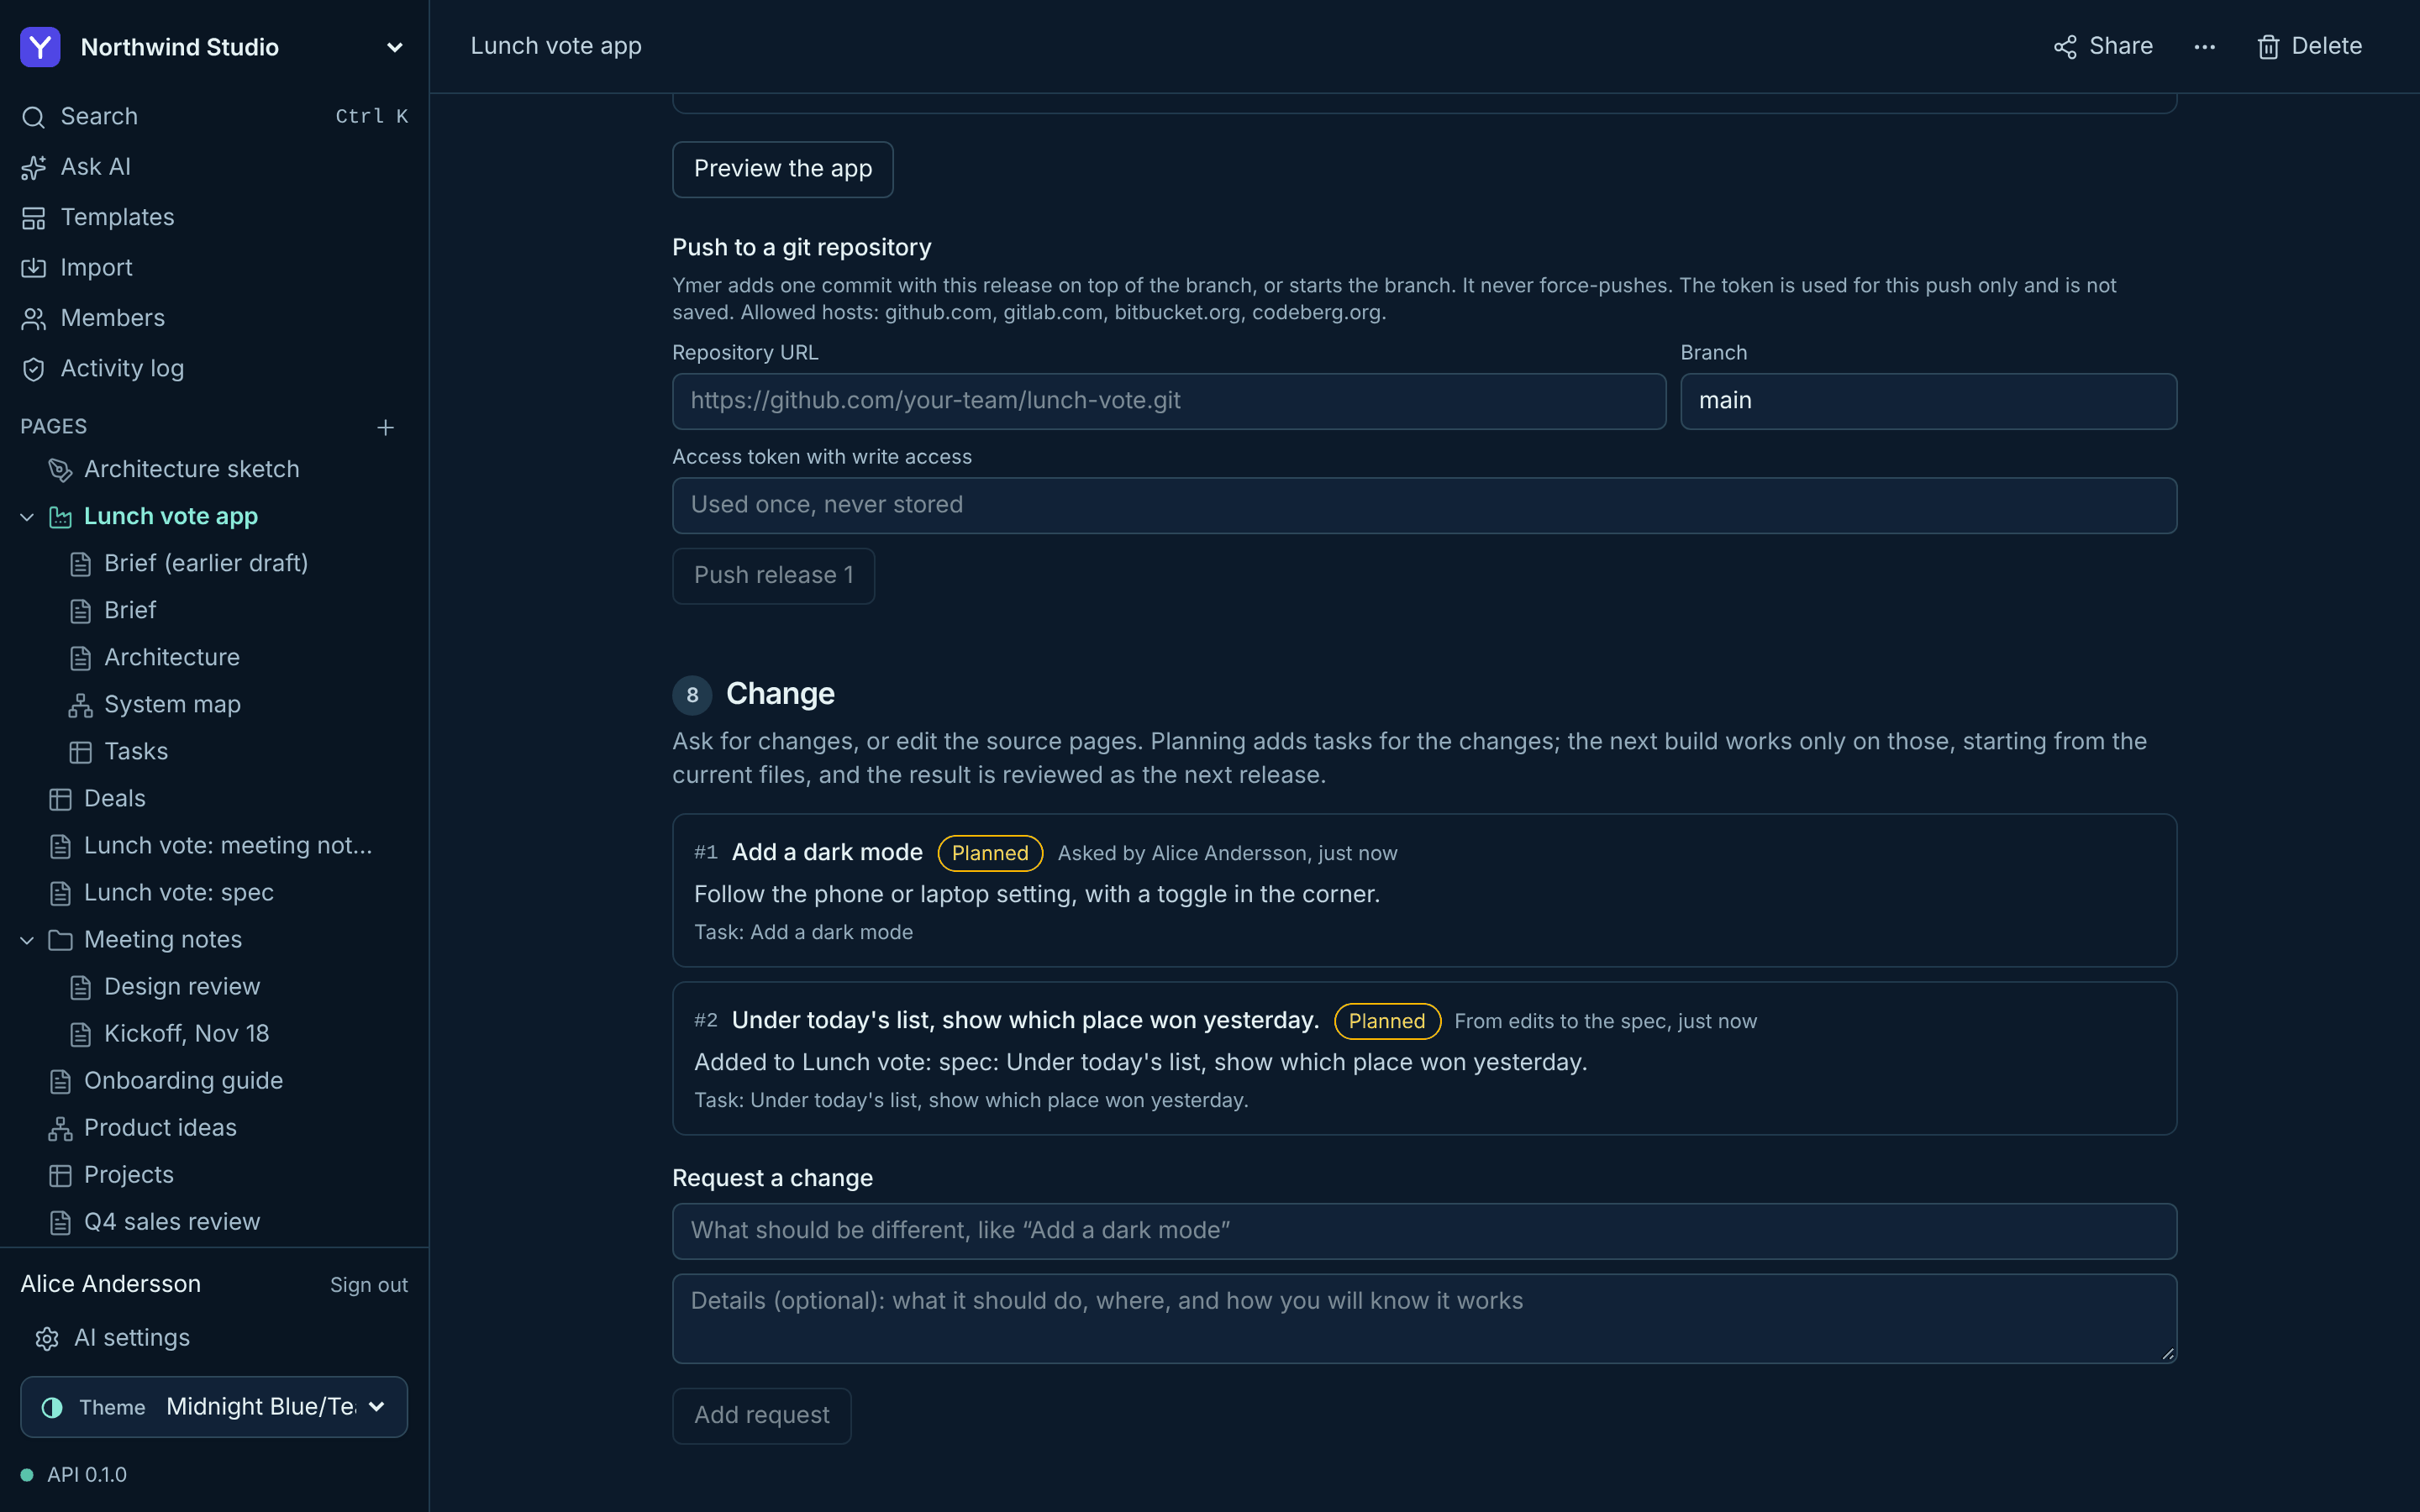 Northwind Studio
Search Ctrl K
Ask AI
Templates
Import
Members
Activity log
PAGES
Architecture sketch
Lunch vote app
Brief (earlier draft)
Brief
Architecture
System map
Tasks
Deals
Lunch vote: meeting not...
Lunch vote: spec
Meeting notes
Design review
Kickoff, Nov 18
Onboarding guide
Product ideas
Projects
Q4 sales review
Alice Andersson Sign out
AI settings
Theme Midnight Blue/Te
API 0.1.0
Lunch vote app
Share
Delete
Preview the app
Push to a git repository
Ymer adds one commit with this release on top of the branch, or starts the branch. It never force-pushes. The token is used for this push only and is not
saved. Allowed hosts: github.com, gitlab.com, bitbucket.org, codeberg.org.
Repository URL Branch
https://github.com/your-team/lunch-vote.git main
Access token with write access
Used once, never stored
Push release 1
8 Change
Ask for changes, or edit the source pages. Planning adds tasks for the changes; the next build works only on those, starting from the
current files, and the result is reviewed as the next release.
#1 Add a dark mode Planned Asked by Alice Andersson, just now
Follow the phone or laptop setting, with a toggle in the corner.
Task: Add a dark mode
#2 Under today's list, show which place won yesterday. Planned From edits to the spec, just now
Added to Lunch vote: spec: Under today's list, show which place won yesterday.
Task: Under today's list, show which place won yesterday.
Request a change
What should be different, like “Add a dark mode”
Details (optional): what it should do, where, and how you will know it works
Add request